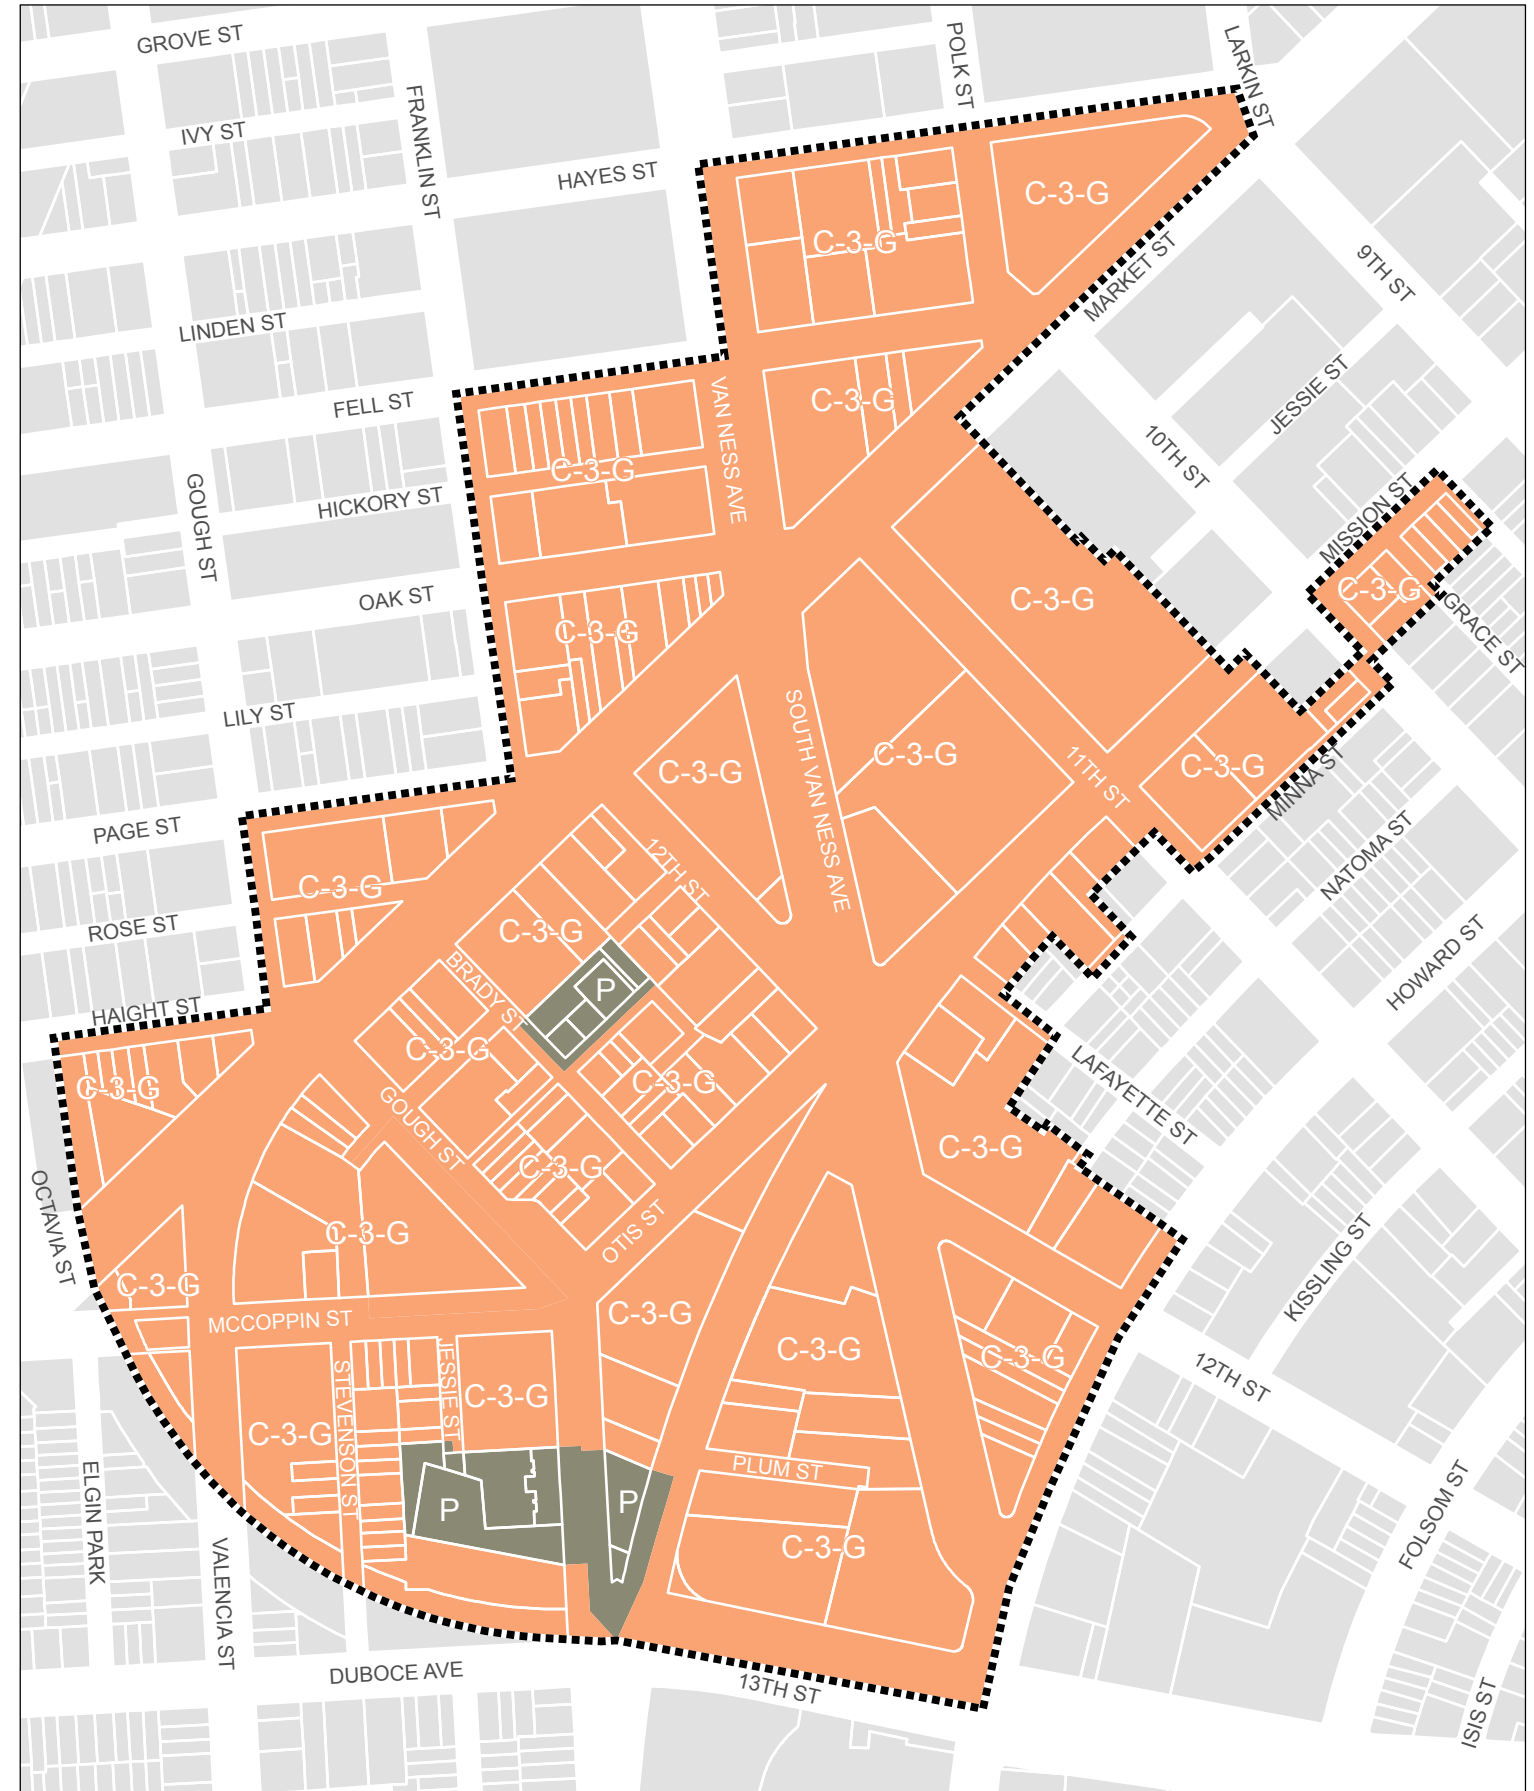 GROVE ST
POLK ST
LARKIN ST
IVY ST
FRANKLIN ST
HAYES ST
C-3-G
C-3-G
MARKET ST
9TH ST
LINDEN ST
FELL ST
VAN NESS AVE
C-3-G
JESSIE ST
10TH ST
C-3-G
GOUGH ST
HICKORY ST
MISSION ST
C-3-G
OAK ST
C-3-G
C-3-G
GRACE ST
LILY ST
SOUTH VAN NESS AVE
C-3-G
C-3-G
11TH ST
C-3-G
MINNA ST
PAGE ST
NATOMA ST
12TH ST
C-3-G
ROSE ST
C-3-G
HOWARD ST
BRADY ST
P
HAIGHT ST
C-3-G
C-3-G
C-3-G
LAFAYETTE ST
GOUGH ST
C-3-G
C-3-G
OCTAVIA ST
C-3-G
OTIS ST
C-3-G
KISSLING ST
MCCOPPIN ST
C-3-G
C-3-G
C-3-G
12TH ST
STEVENSON ST
JESSIE ST
C-3-G
C-3-G
PLUM ST
ELGIN PARK
P
P
FOLSOM ST
C-3-G
VALENCIA ST
DUBOCE AVE
13TH ST
ISIS ST